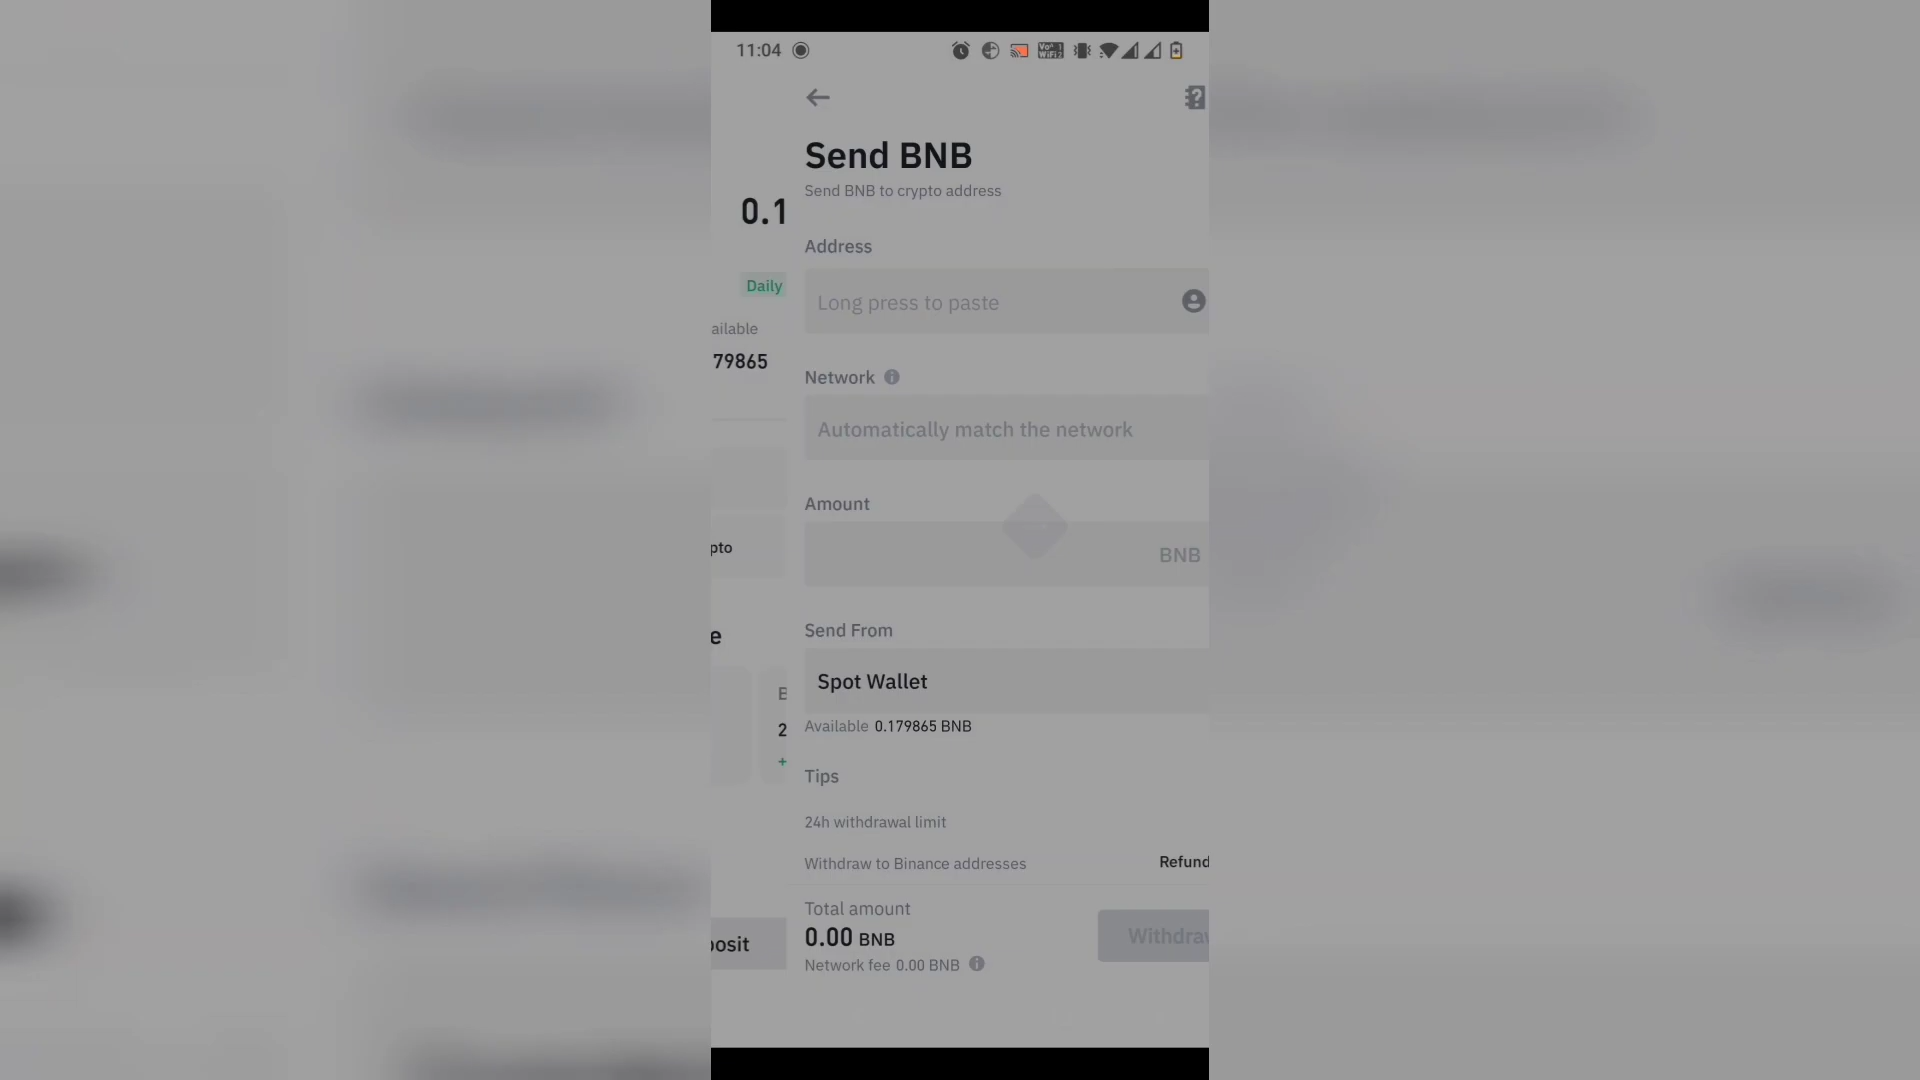 11:04
Send BNB
Send BNB to crypto address
0.1
Address
Daily
Long press to paste
ailable
79865
Network
Automatically match the network
Amount
pto
BNB
Send From
e
Spot Wallet
Available 0.179865 BNB
2
+
Tips
24h withdrawal limit
Withdraw to Binance addresses
Refund
Total amount
0.00 BNB
Withdraw
posit
Network fee 0.00 BNB